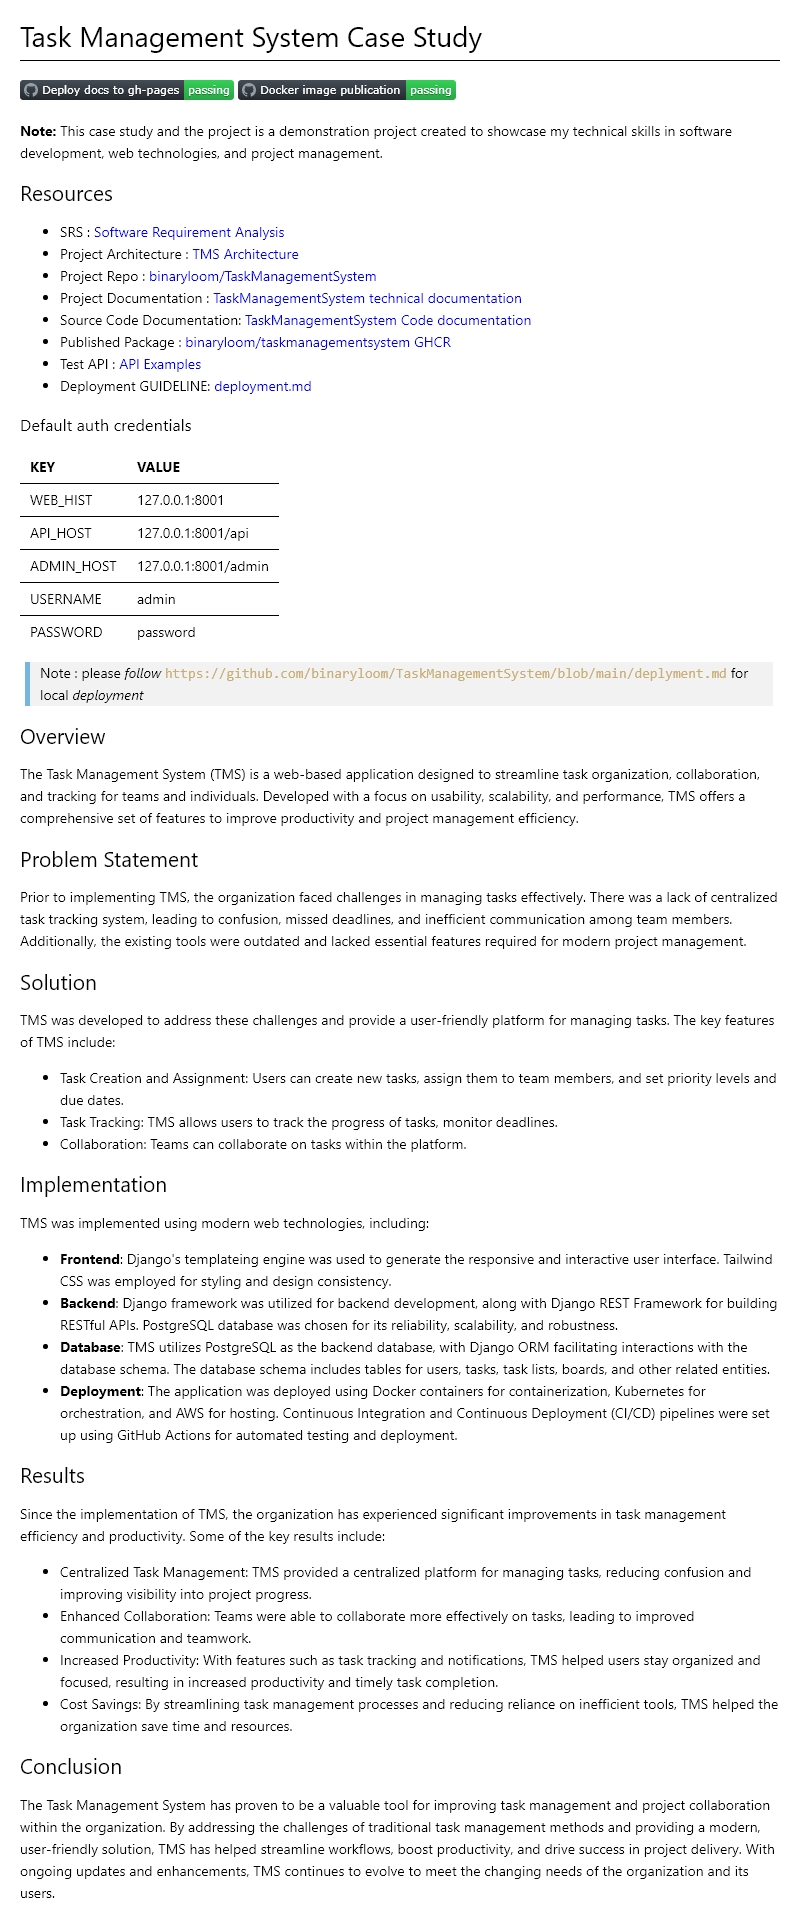 Task Management System Case Study
Deploy docs to gh-pages passing Docker image publication passing
Note: This case study and the project is a demonstration project created to showcase my technical skills in software
development, web technologies, and project management.
Resources
SRS : Software Requirement Analysis
Project Architecture : TMS Architecture
Project Repo : binaryloom/TaskManagementSystem
Project Documentation : TaskManagementSystem technical documentation
Source Code Documentation: TaskManagementSystem Code documentation
Published Package : binaryloom/taskmanagementsystem GHCR
Test API : API Examples
Deployment GUIDELINE: deployment.md
Default auth credentials
KEY VALUE
WEB_HIST 127.0.0.1:8001
API_HOST 127.0.0.1:8001/api
ADMIN_HOST 127.0.0.1:8001/admin
USERNAME admin
PASSWORD password
Note : please follow https://github.com/binaryloom/TaskManagementSystem/blob/main/deplyment.md for
local deployment
Overview
The Task Management System (TMS) is a web-based application designed to streamline task organization, collaboration,
and tracking for teams and individuals. Developed with a focus on usability, scalability, and performance, TMS offers a
comprehensive set of features to improve productivity and project management efficiency.
Problem Statement
Prior to implementing TMS, the organization faced challenges in managing tasks effectively. There was a lack of centralized
task tracking system, leading to confusion, missed deadlines, and inefficient communication among team members.
Additionally, the existing tools were outdated and lacked essential features required for modern project management.
Solution
TMS was developed to address these challenges and provide a user-friendly platform for managing tasks. The key features
of TMS include:
Task Creation and Assignment: Users can create new tasks, assign them to team members, and set priority levels and
due dates.
Task Tracking: TMS allows users to track the progress of tasks, monitor deadlines.
Collaboration: Teams can collaborate on tasks within the platform.
Implementation
TMS was implemented using modern web technologies, including:
Frontend: Django's templateing engine was used to generate the responsive and interactive user interface. Tailwind
CSS was employed for styling and design consistency.
Backend: Django framework was utilized for backend development, along with Django REST Framework for building
RESTful APIs. PostgreSQL database was chosen for its reliability, scalability, and robustness.
Database: TMS utilizes PostgreSQL as the backend database, with Django ORM facilitating interactions with the
database schema. The database schema includes tables for users, tasks, task lists, boards, and other related entities.
Deployment: The application was deployed using Docker containers for containerization, Kubernetes for
orchestration, and AWS for hosting. Continuous Integration and Continuous Deployment (CI/CD) pipelines were set
up using GitHub Actions for automated testing and deployment.
Results
Since the implementation of TMS, the organization has experienced significant improvements in task management
efficiency and productivity. Some of the key results include:
Centralized Task Management: TMS provided a centralized platform for managing tasks, reducing confusion and
improving visibility into project progress.
Enhanced Collaboration: Teams were able to collaborate more effectively on tasks, leading to improved
communication and teamwork.
Increased Productivity: With features such as task tracking and notifications, TMS helped users stay organized and
focused, resulting in increased productivity and timely task completion.
Cost Savings: By streamlining task management processes and reducing reliance on inefficient tools, TMS helped the
organization save time and resources.
Conclusion
The Task Management System has proven to be a valuable tool for improving task management and project collaboration
within the organization. By addressing the challenges of traditional task management methods and providing a modern,
user-friendly solution, TMS has helped streamline workflows, boost productivity, and drive success in project delivery. With
ongoing updates and enhancements, TMS continues to evolve to meet the changing needs of the organization and its
users.